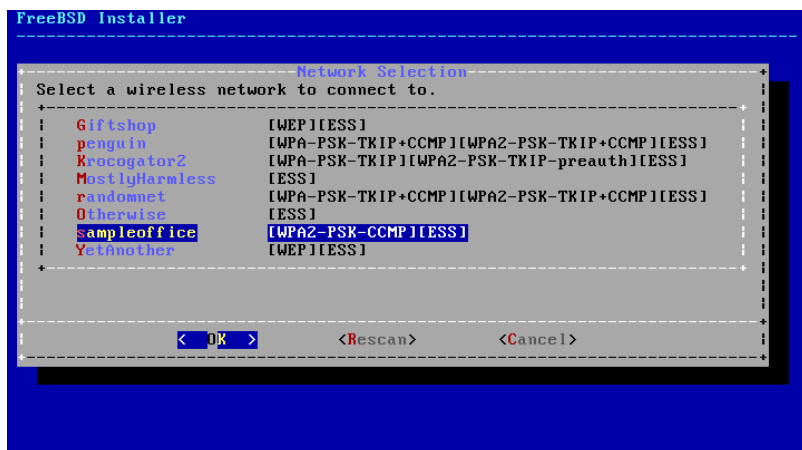 FreeBSD Installer
Network Selection
Select a wireless network to connect to.
Giftshop [WEP][ESS]
penguin [WPA-PSK-TKIP+CCMP][WPA2-PSK-TKIP+CCMP][ESS]
Krocogator2 [WPA-PSK-TKIP][WPA2-PSK-TKIP-preauth][ESS]
MostlyHarmless [ESS]
randomnet [WPA-PSK-TKIP+CCMP][WPA2-PSK-TKIP+CCMP][ESS]
Otherwise [ESS]
sampleoffice [WPA2-PSK-CCMP][ESS]
YetAnother [WEP][ESS]
< OK > <Rescan> <Cancel>